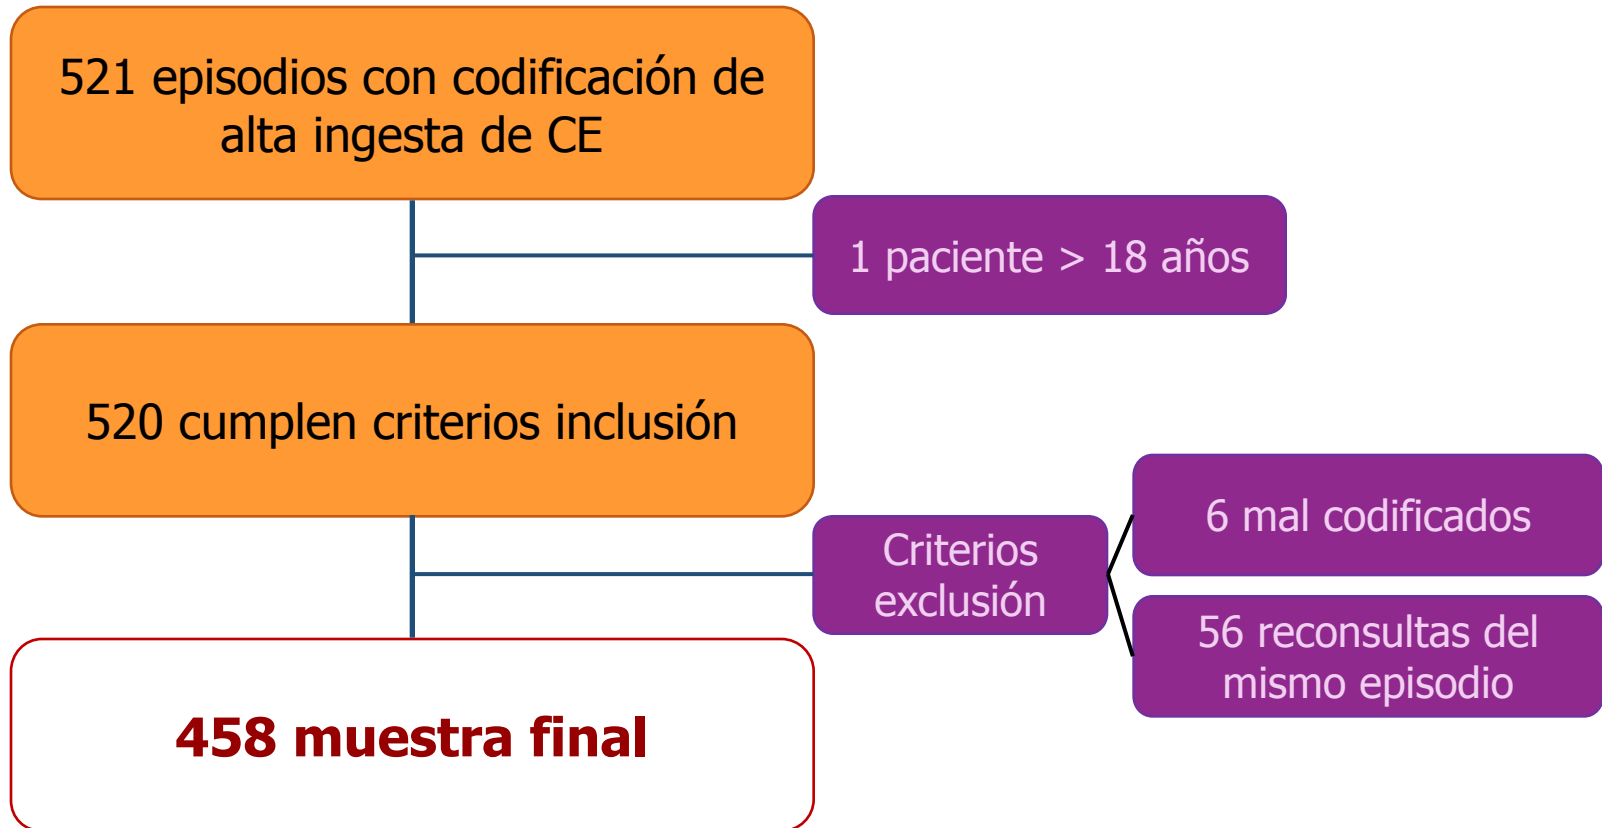 521 episodios con codificación de
alta ingesta de CE
1 paciente > 18 años
520 cumplen criterios inclusión
Criterios
exclusión
6 mal codificados
56 reconsultas del
mismo episodio
458 muestra final